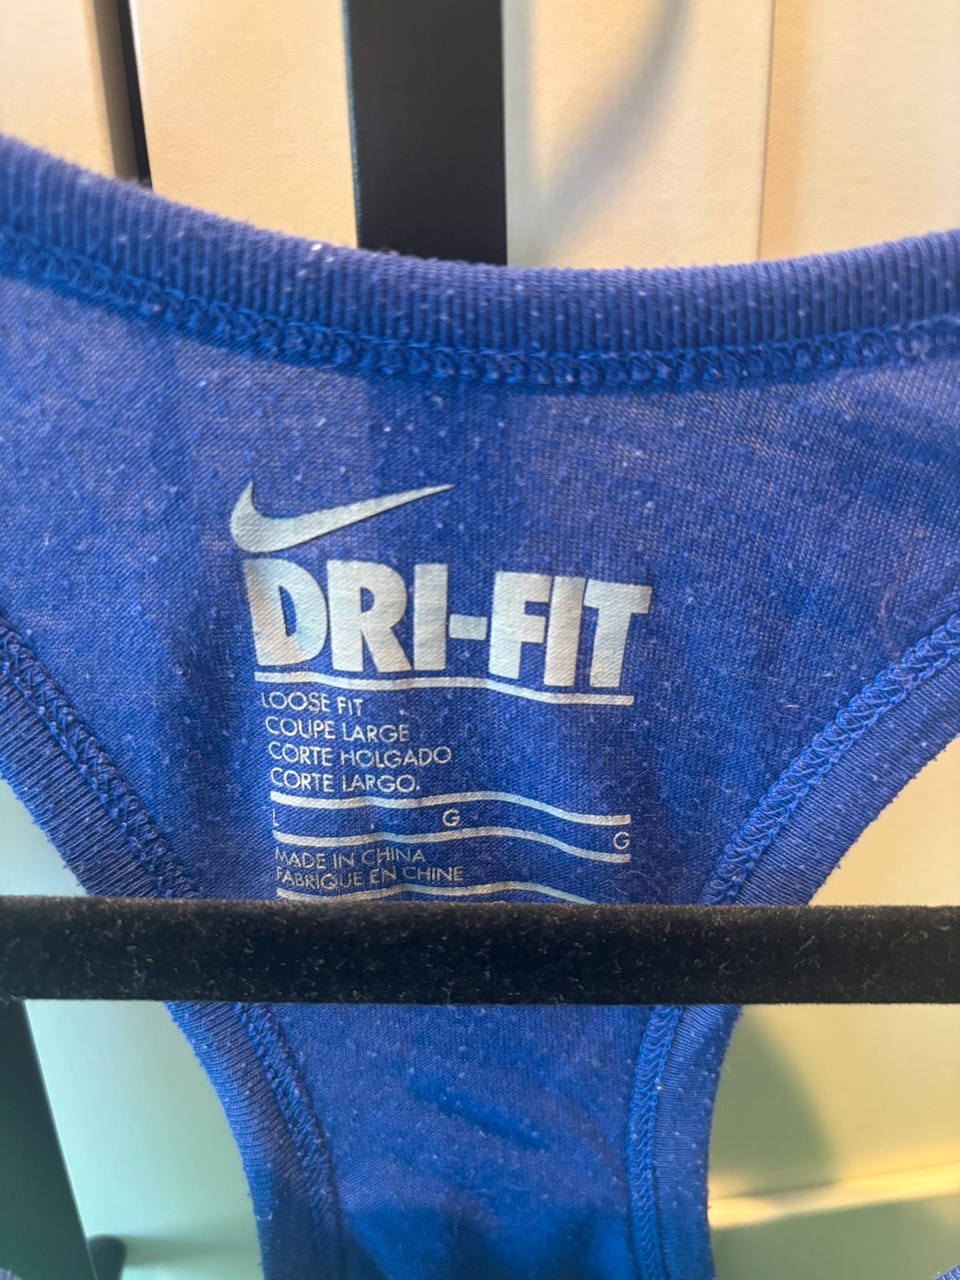 DRI-FIT
LOOSE FIT
COUPE LARGE
CORTE HOLGADO
CORTE LARGO.
L G G
MADE IN CHINA
FABRIQUE EN CHINE